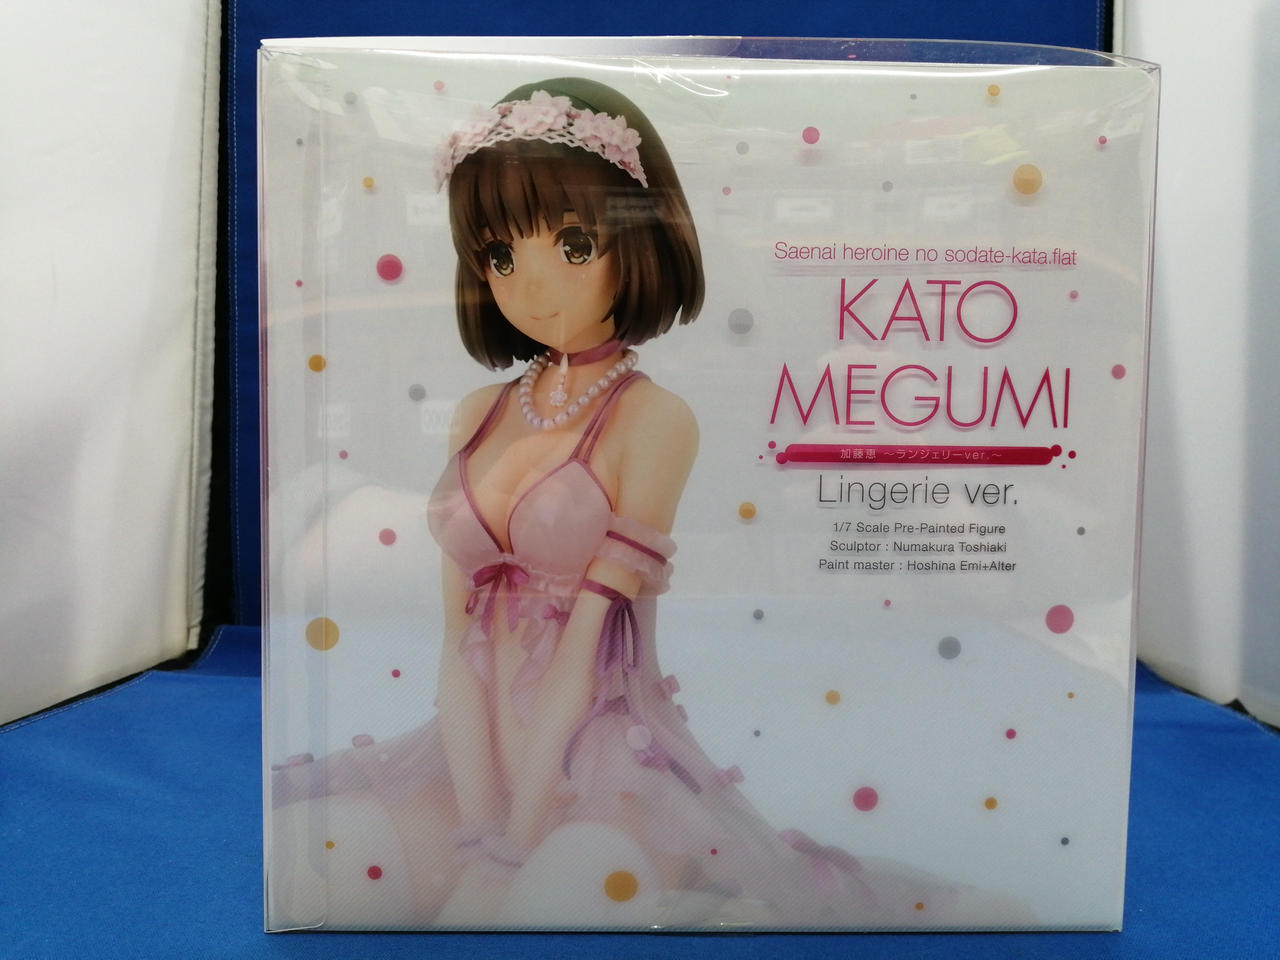 Saenai heroine no sodate-kata.flat
KATO
MEGUMI
加藤恵 ～ランジェリーver.～
Lingerie ver.
1/7 Scale Pre-Painted Figure
Sculptor : Numakura Toshiaki
Paint master : Hoshina Emi+Alter